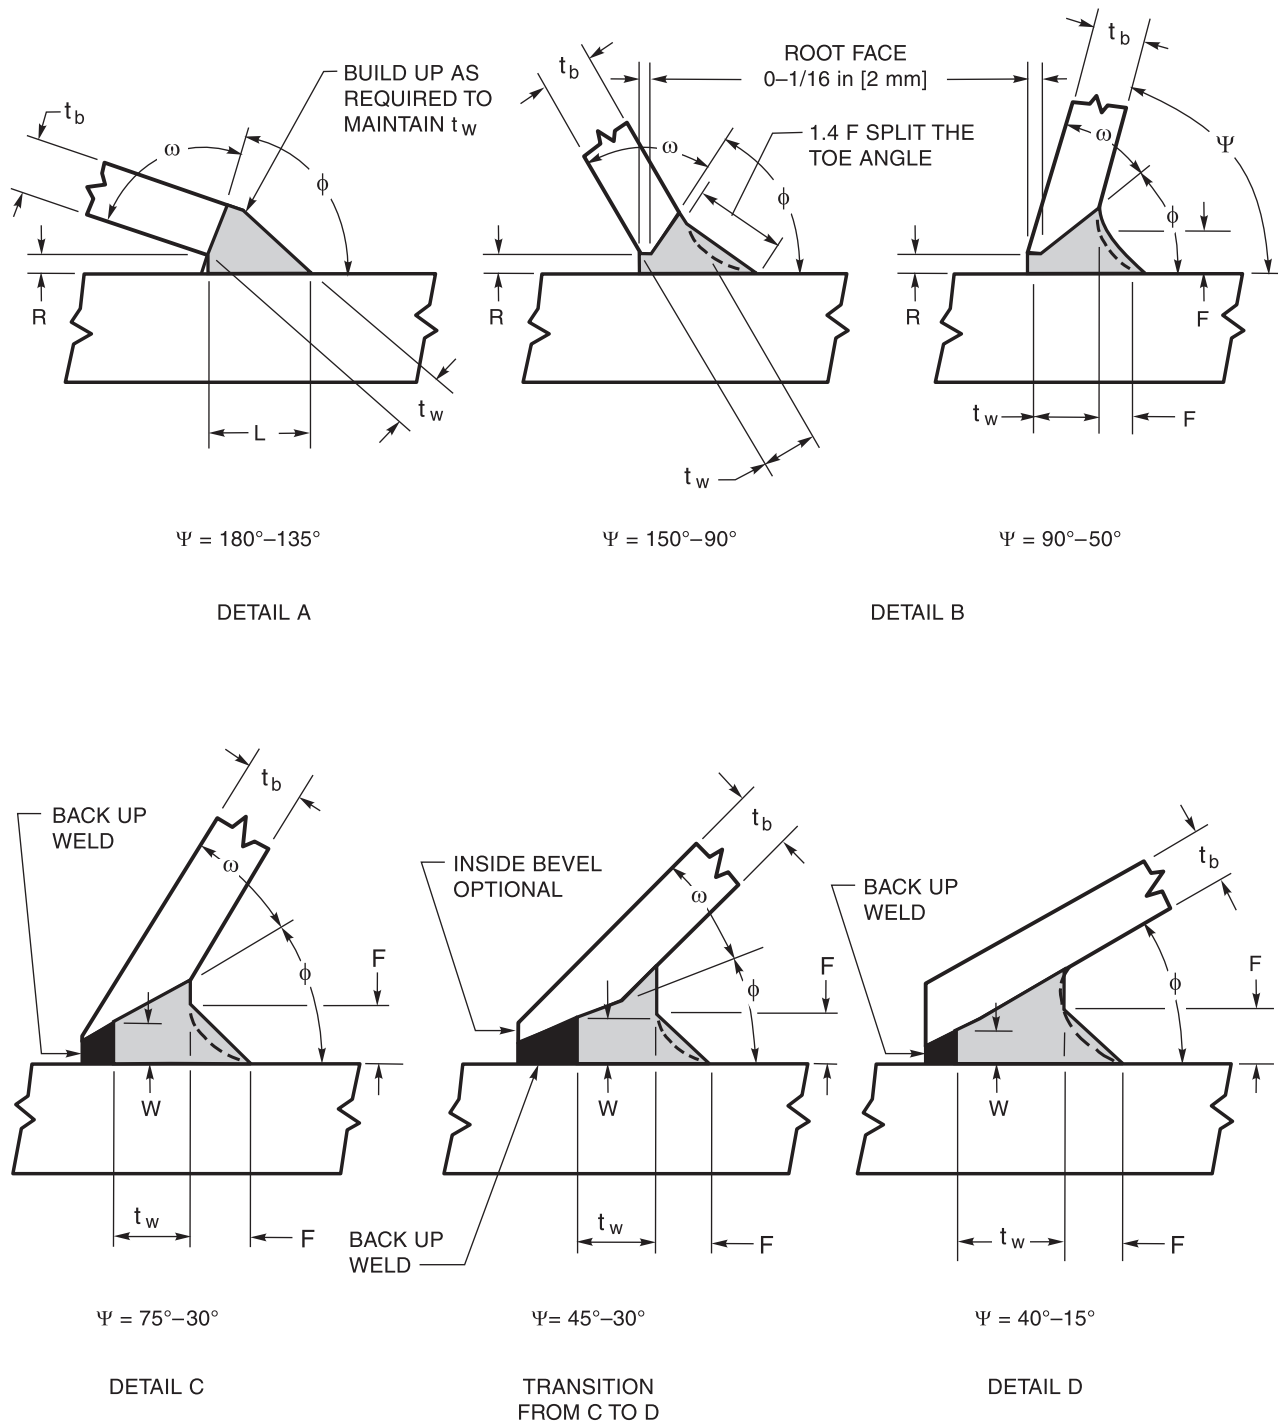 t b
BUILD UP AS
REQUIRED TO
MAINTAIN t w
ω
ϕ
R
t w
L
Ψ = 180°–135°
DETAIL A
t b
ROOT FACE
0–1/16 in [2 mm]
1.4 F SPLIT THE
TOE ANGLE
ω
ϕ
R
t w
Ψ = 150°–90°
t b
ω
Ψ
ϕ
R
F
t w
F
Ψ = 90°–50°
DETAIL B
BACK UP
WELD
t b
ω
ϕ
F
W
t w
F
Ψ = 75°–30°
DETAIL C
INSIDE BEVEL
OPTIONAL
t b
ω
ϕ
F
W
t w
F
BACK UP
WELD
Ψ= 45°–30°
TRANSITION
FROM C TO D
BACK UP
WELD
t b
ϕ
F
W
t w
F
Ψ = 40°–15°
DETAIL D